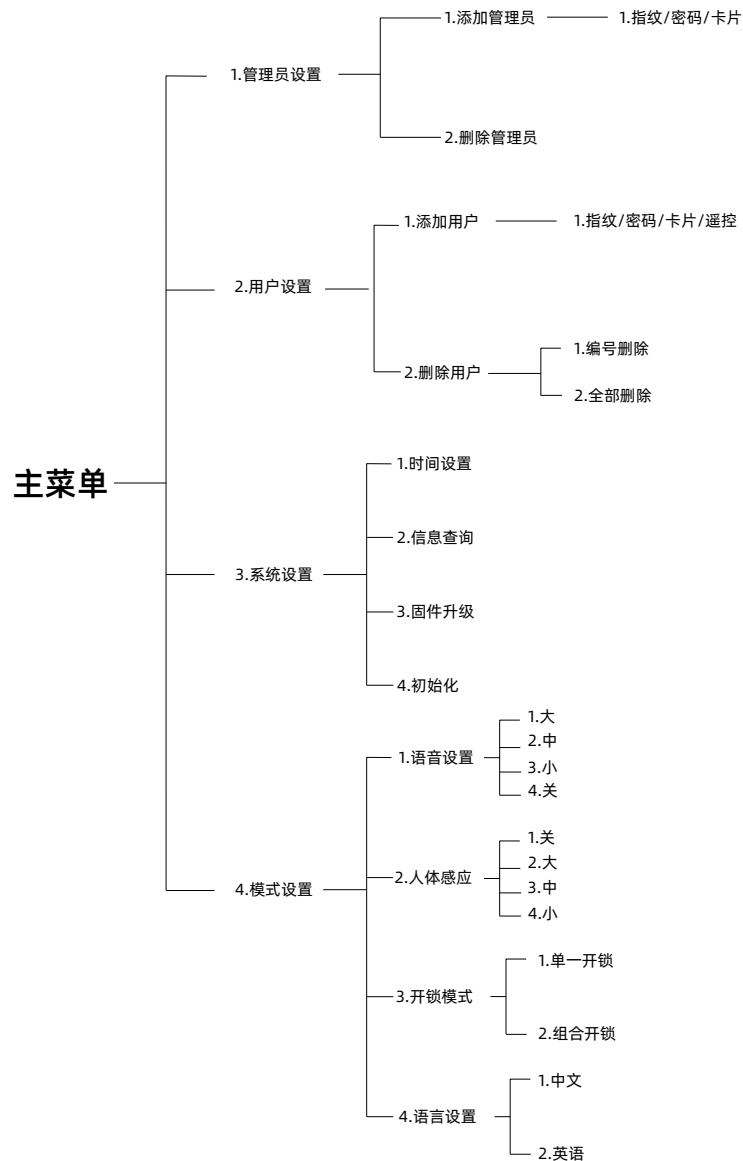 主菜单
1.管理员设置
1.添加管理员
1.指纹/密码/卡片
2.删除管理员
2.用户设置
1.添加用户
1.指纹/密码/卡片/遥控
2.删除用户
1.编号删除
2.全部删除
3.系统设置
1.时间设置
2.信息查询
3.固件升级
4.初始化
4.模式设置
1.语音设置
1.大
2.中
3.小
4.关
2.人体感应
1.关
2.大
3.中
4.小
3.开锁模式
1.单一开锁
2.组合开锁
4.语言设置
1.中文
2.英语